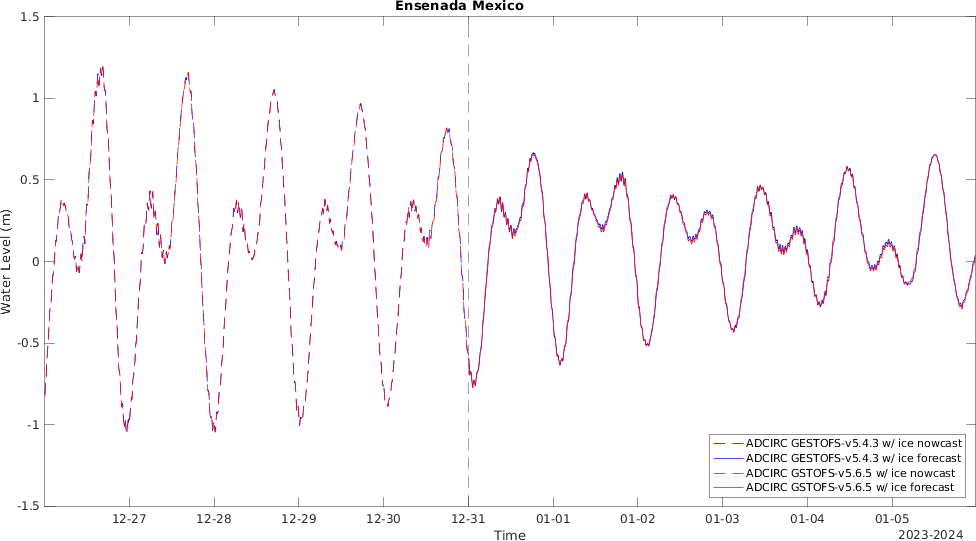 Ensenada Mexico
1.5
1
0.5
0
-0.5
-1
-1.5
Water Level (m)
12-27 12-28 12-29 12-30 12-31 01-01 01-02 01-03 01-04 01-05
Time
2023-2024
ADCIRC GESTOFS-v5.4.3 w/ ice nowcast
ADCIRC GESTOFS-v5.4.3 w/ ice forecast
ADCIRC GSTOFS-v5.6.5 w/ ice nowcast
ADCIRC GSTOFS-v5.6.5 w/ ice forecast